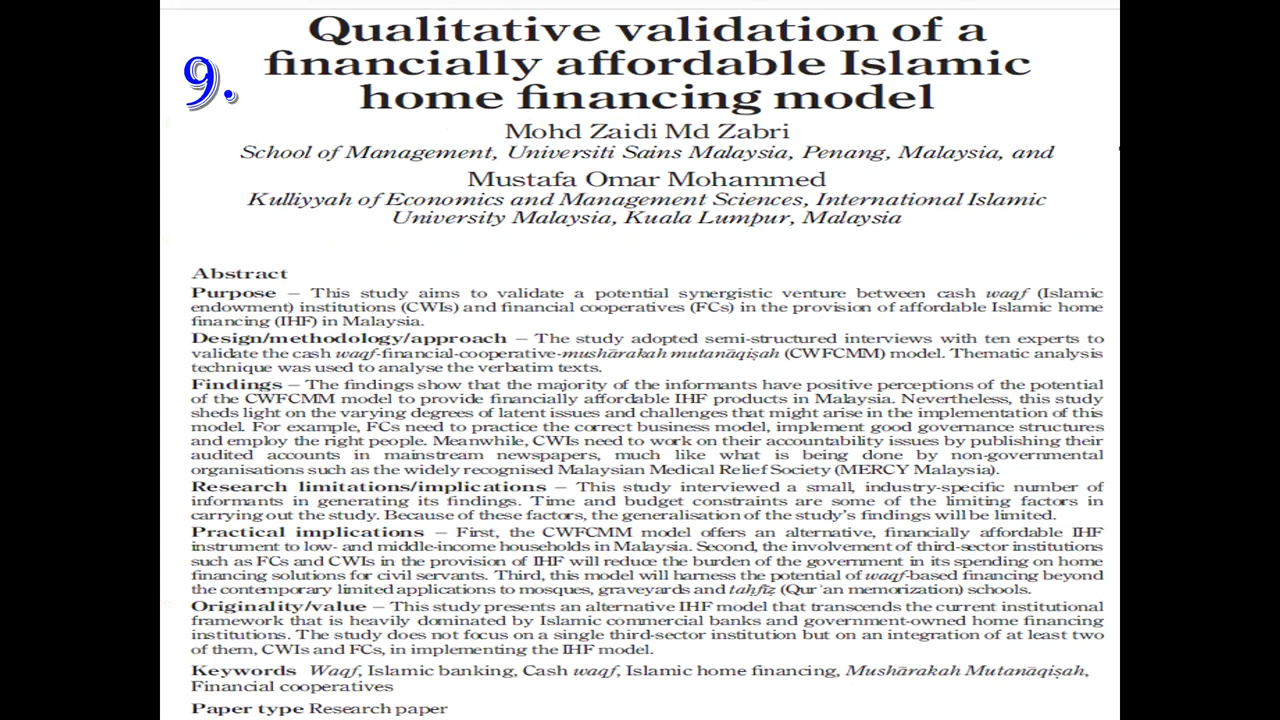 Qualitative validation of a
financially affordable Islamic
home financing model
9.
Mohd Zaidi Md Zabri
School of Management, Universiti Sains Malaysia, Penang, Malaysia, and
Mustafa Omar Mohammed
Kulliyyah of Economics and Management Sciences, International Islamic
University Malaysia, Kuala Lumpur, Malaysia
Abstract
Purpose – This study aims to validate a potential synergistic venture between cash waqf (Islamic
endowment) institutions (CWIs) and financial cooperatives (FCs) in the provision of affordable Islamic home
financing (IHF) in Malaysia.
Design/methodology/approach – The study adopted semi-structured interviews with ten experts to
validate the cash waqf-financial-cooperative-mushārakah mutanāqiṣah (CWFCMM) model. Thematic analysis
technique was used to analyse the verbatim texts.
Findings – The findings show that the majority of the informants have positive perceptions of the potential
of the CWFCMM model to provide financially affordable IHF products in Malaysia. Nevertheless, this study
sheds light on the varying degrees of latent issues and challenges that might arise in the implementation of this
model. For example, FCs need to practice the correct business model, implement good governance structures
and employ the right people. Meanwhile, CWIs need to work on their accountability issues by publishing their
audited accounts in mainstream newspapers, much like what is being done by non-governmental
organisations such as the widely recognised Malaysian Medical Relief Society (MERCY Malaysia).
Research limitations/implications – This study interviewed a small, industry-specific number of
informants in generating its findings. Time and budget constraints are some of the limiting factors in
carrying out the study. Because of these factors, the generalisation of the study's findings will be limited.
Practical implications – First, the CWFCMM model offers an alternative, financially affordable IHF
instrument to low- and middle-income households in Malaysia. Second, the involvement of third-sector institutions
such as FCs and CWIs in the provision of IHF will reduce the burden of the government in its spending on home
financing solutions for civil servants. Third, this model will harness the potential of waqf-based financing beyond
the contemporary limited applications to mosques, graveyards and taḥfīẓ (Qurʾan memorization) schools.
Originality/value – This study presents an alternative IHF model that transcends the current institutional
framework that is heavily dominated by Islamic commercial banks and government-owned home financing
institutions. The study does not focus on a single third-sector institution but on an integration of at least two
of them, CWIs and FCs, in implementing the IHF model.
Keywords Waqf, Islamic banking, Cash waqf, Islamic home financing, Mushārakah Mutanāqiṣah,
Financial cooperatives
Paper type Research paper